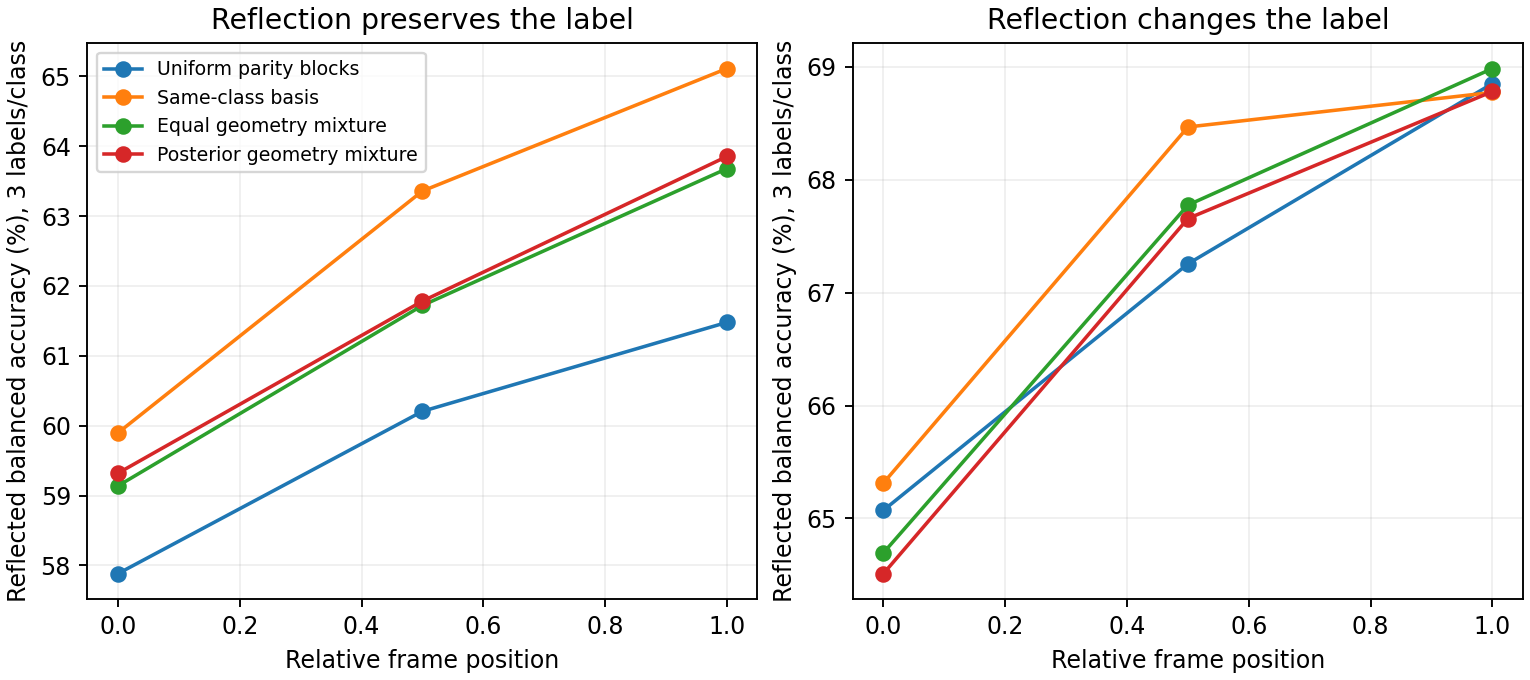 Reflection preserves the label
Reflected balanced accuracy (%), 3 labels/class
65
64
63
62
61
60
59
58
Uniform parity blocks
Same-class basis
Equal geometry mixture
Posterior geometry mixture
0.0 0.2 0.4 0.6 0.8 1.0
Relative frame position
Reflection changes the label
Reflected balanced accuracy (%), 3 labels/class
69
68
67
66
65
0.0 0.2 0.4 0.6 0.8 1.0
Relative frame position